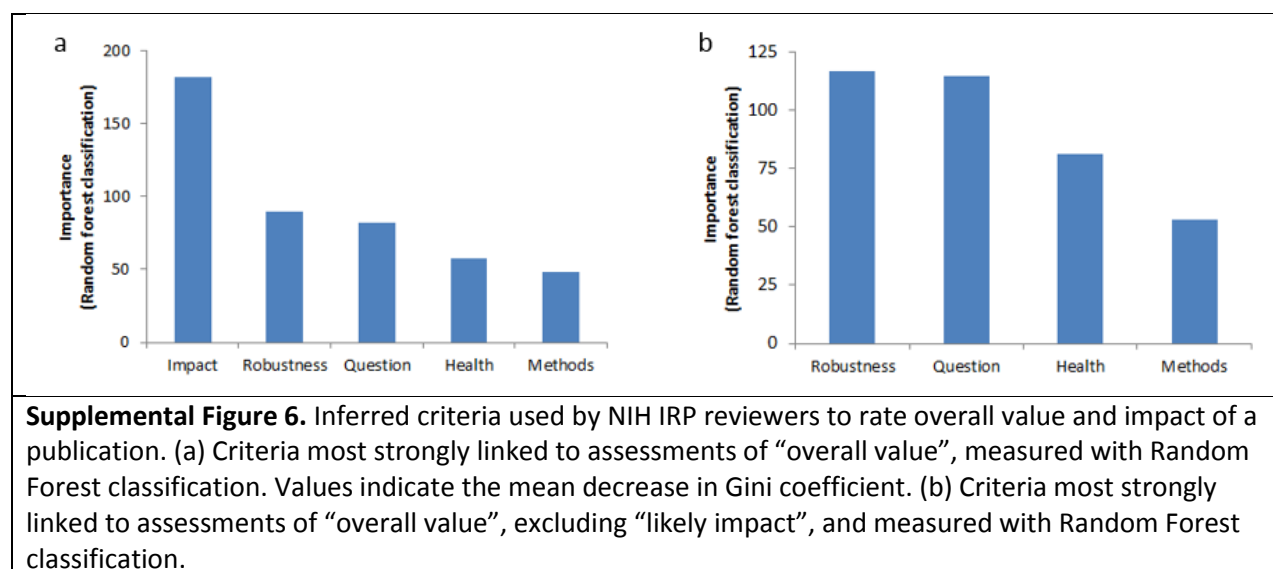 a
200
150
100
50
0
Importance
(Random forest classification)
Impact Robustness Question Health Methods
b
125
100
75
50
25
0
Importance
(Random forest classification)
Robustness Question Health Methods
Supplemental Figure 6. Inferred criteria used by NIH IRP reviewers to rate overall value and impact of a
publication. (a) Criteria most strongly linked to assessments of “overall value”, measured with Random
Forest classification. Values indicate the mean decrease in Gini coefficient. (b) Criteria most strongly
linked to assessments of “overall value”, excluding “likely impact”, and measured with Random Forest
classification.